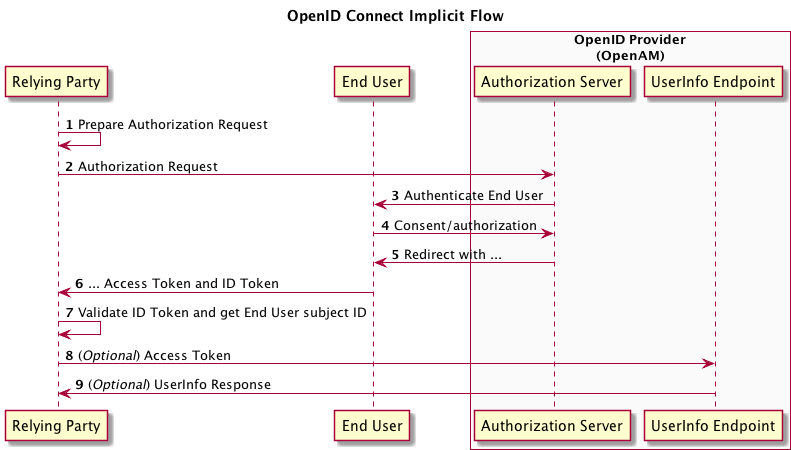 OpenID Connect Implicit Flow
OpenID Provider
(OpenAM)
Relying Party
End User
Authorization Server
UserInfo Endpoint
1 Prepare Authorization Request
2 Authorization Request
3 Authenticate End User
4 Consent/authorization
5 Redirect with ...
6 ... Access Token and ID Token
7 Validate ID Token and get End User subject ID
8 (Optional) Access Token
9 (Optional) UserInfo Response
Relying Party
End User
Authorization Server
UserInfo Endpoint